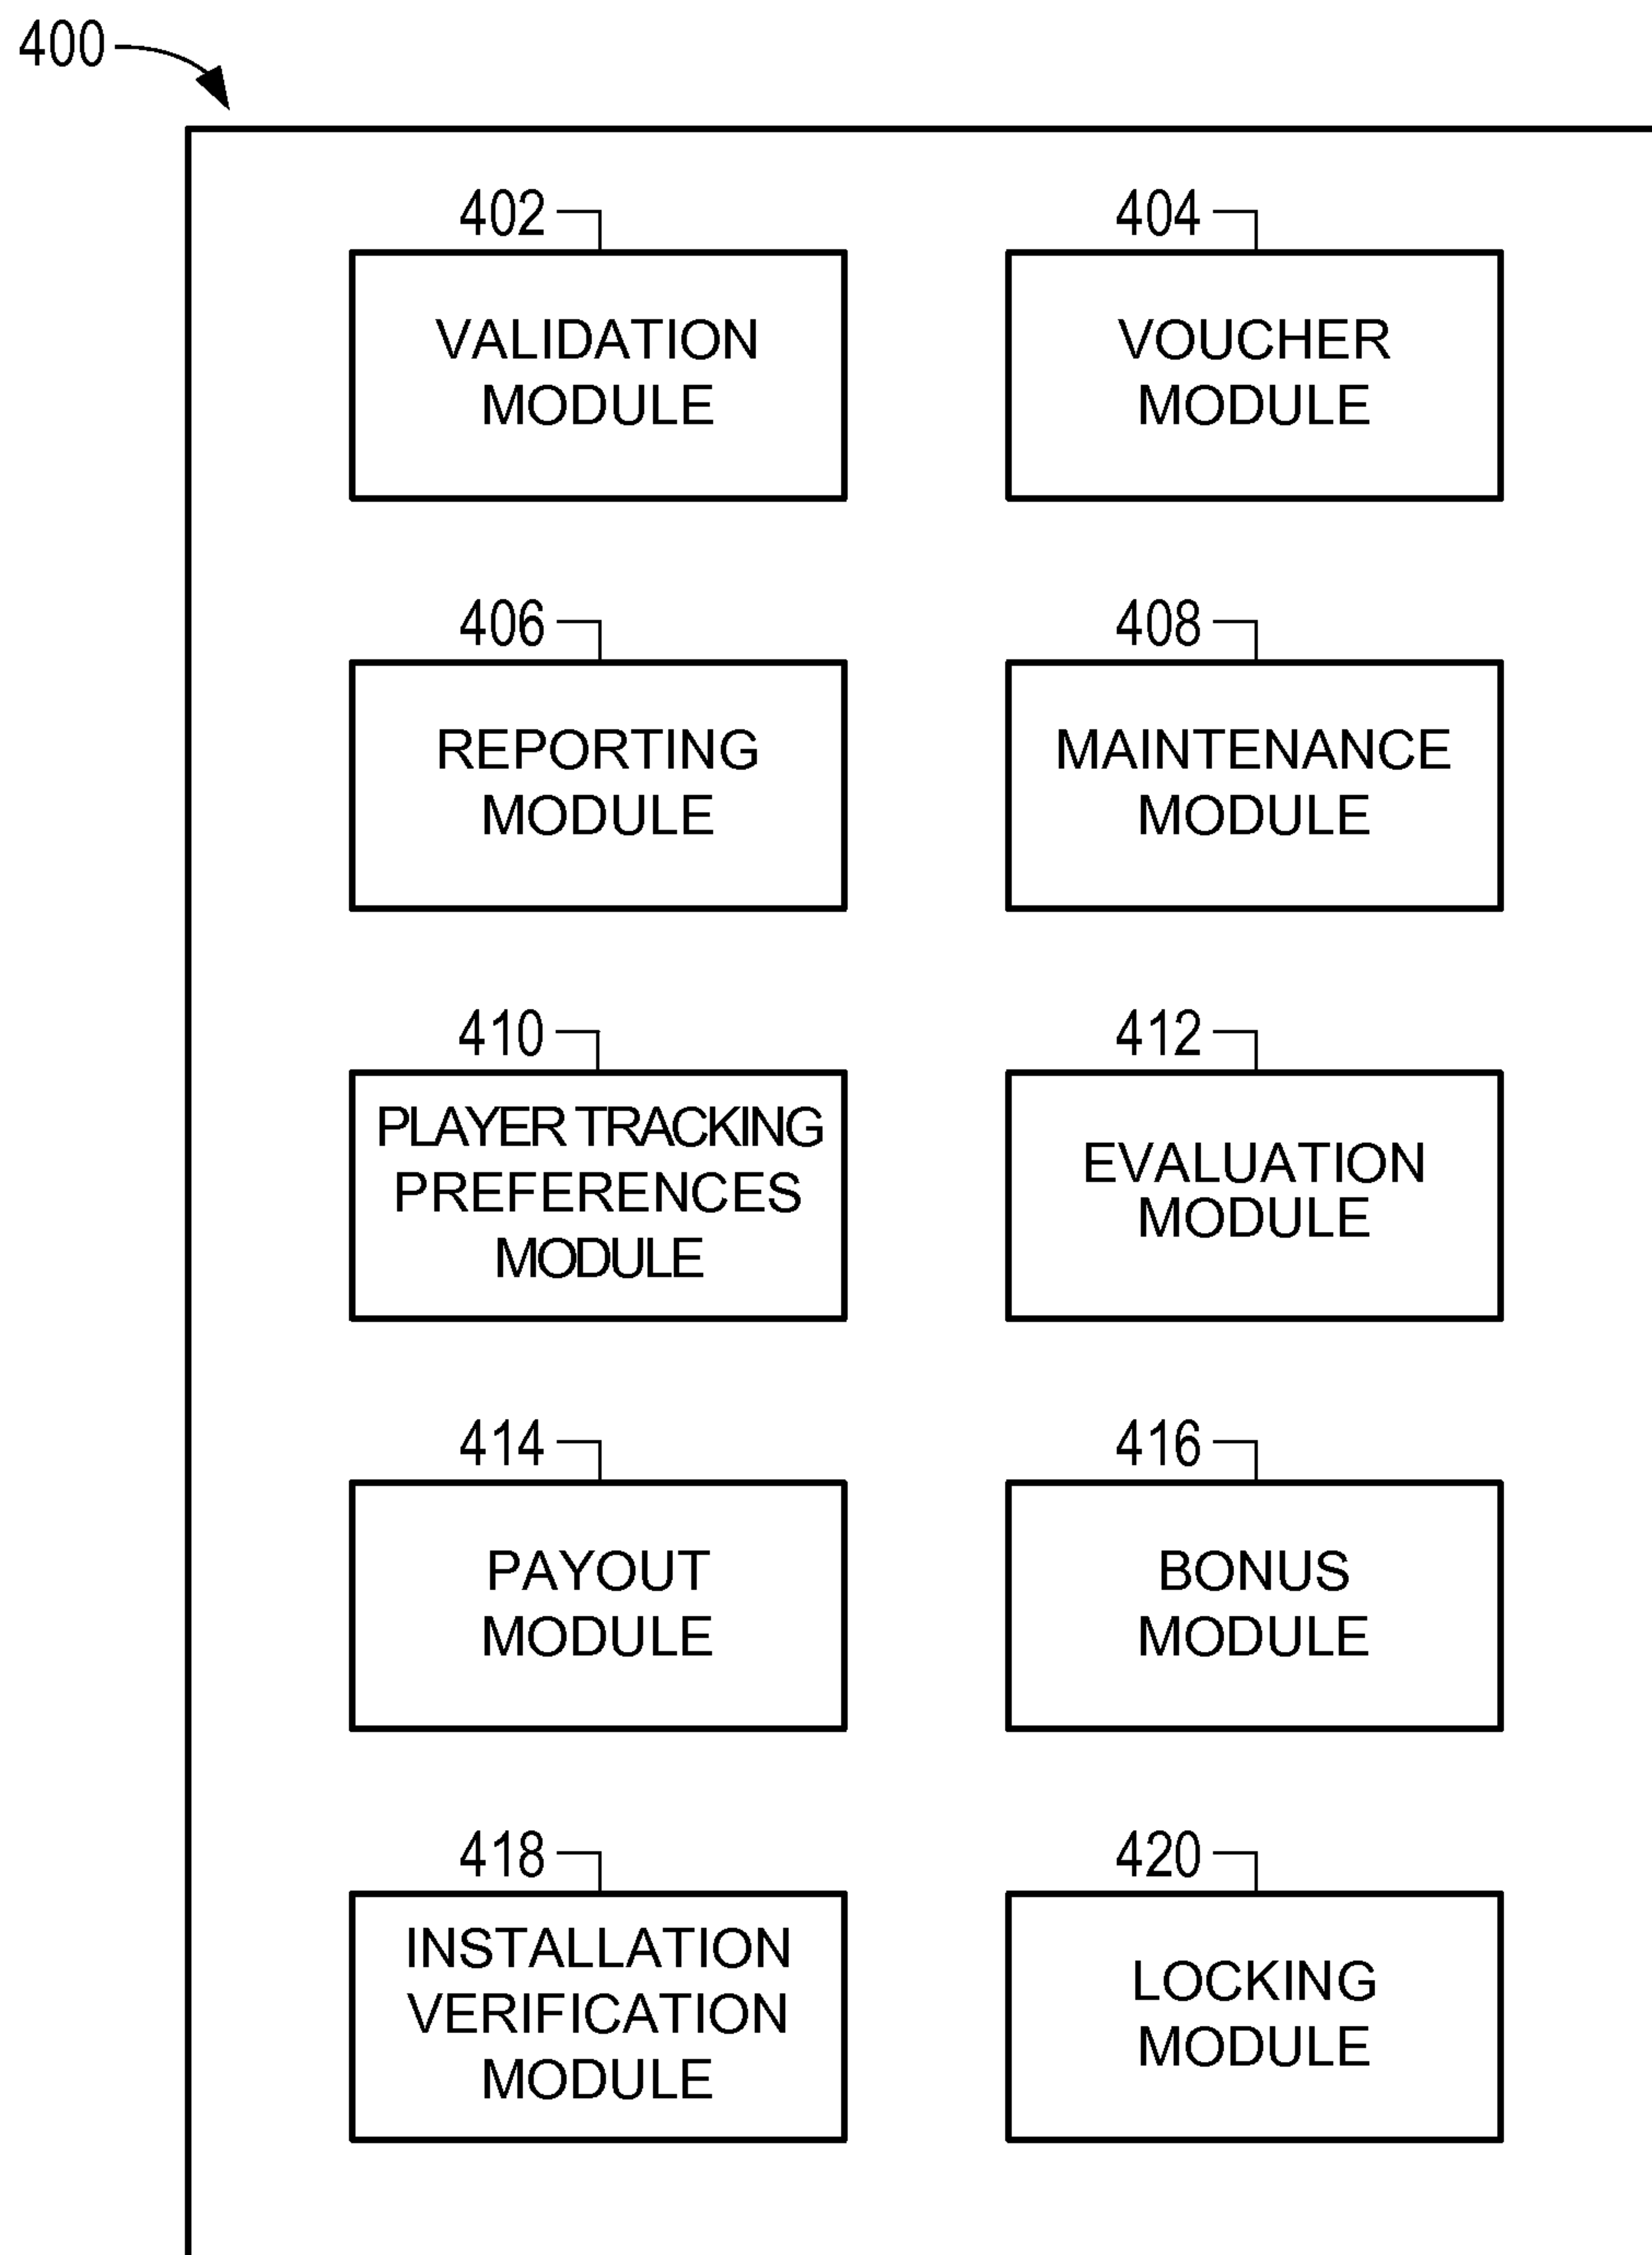 400
402
VALIDATION
MODULE
404
VOUCHER
MODULE
406
REPORTING
MODULE
408
MAINTENANCE
MODULE
410
PLAYER TRACKING
PREFERENCES
MODULE
412
EVALUATION
MODULE
414
PAYOUT
MODULE
416
BONUS
MODULE
418
INSTALLATION
VERIFICATION
MODULE
420
LOCKING
MODULE